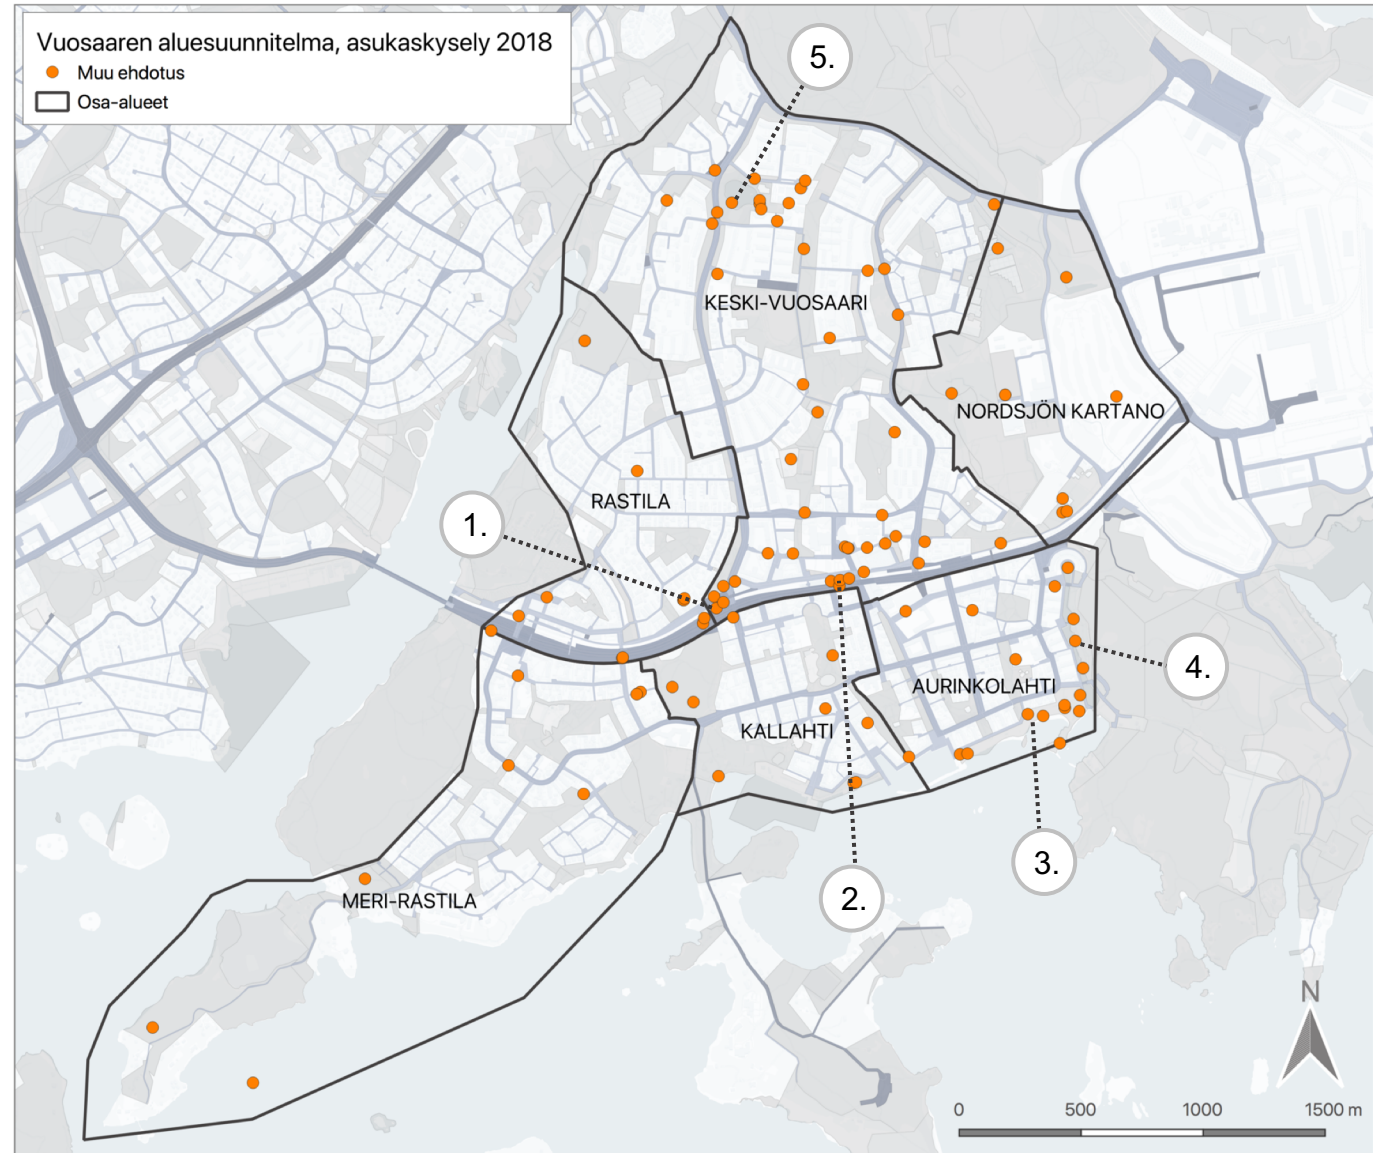 Vuosaaren aluesuunnitelma, asukaskysely 2018
Muu ehdotus
Osa-alueet
5.
KESKI-VUOSAARI
NORDSJÖN KARTANO
RASTILA
1.
4.
AURINKOLAHTI
KALLAHTI
3.
2.
MERI-RASTILA
N
0 500 1000 1500 m